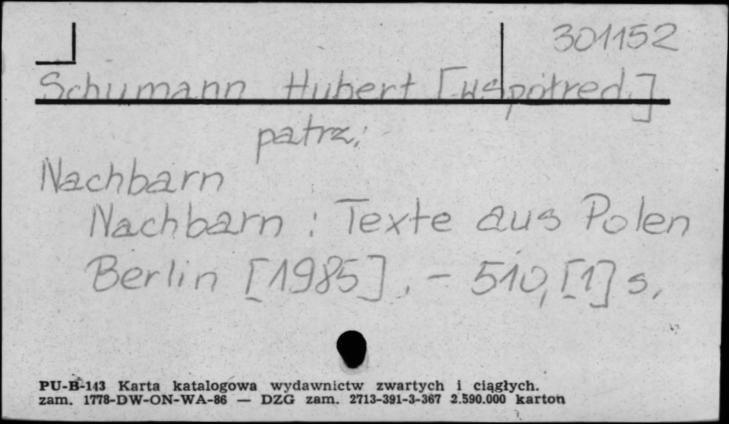 301152
Schumann Hubert [współred.]
patrz:
Nachbarn
Nachbarn : Texte aus Polen
Berlin [1985]. - 510, [1] s.
PU-B-143 Karta katalogowa wydawnictw zwartych i ciągłych.
zam. 1778-DW-ON-WA-86 — DZG zam. 2713-391-3-367 2.590.000 karton